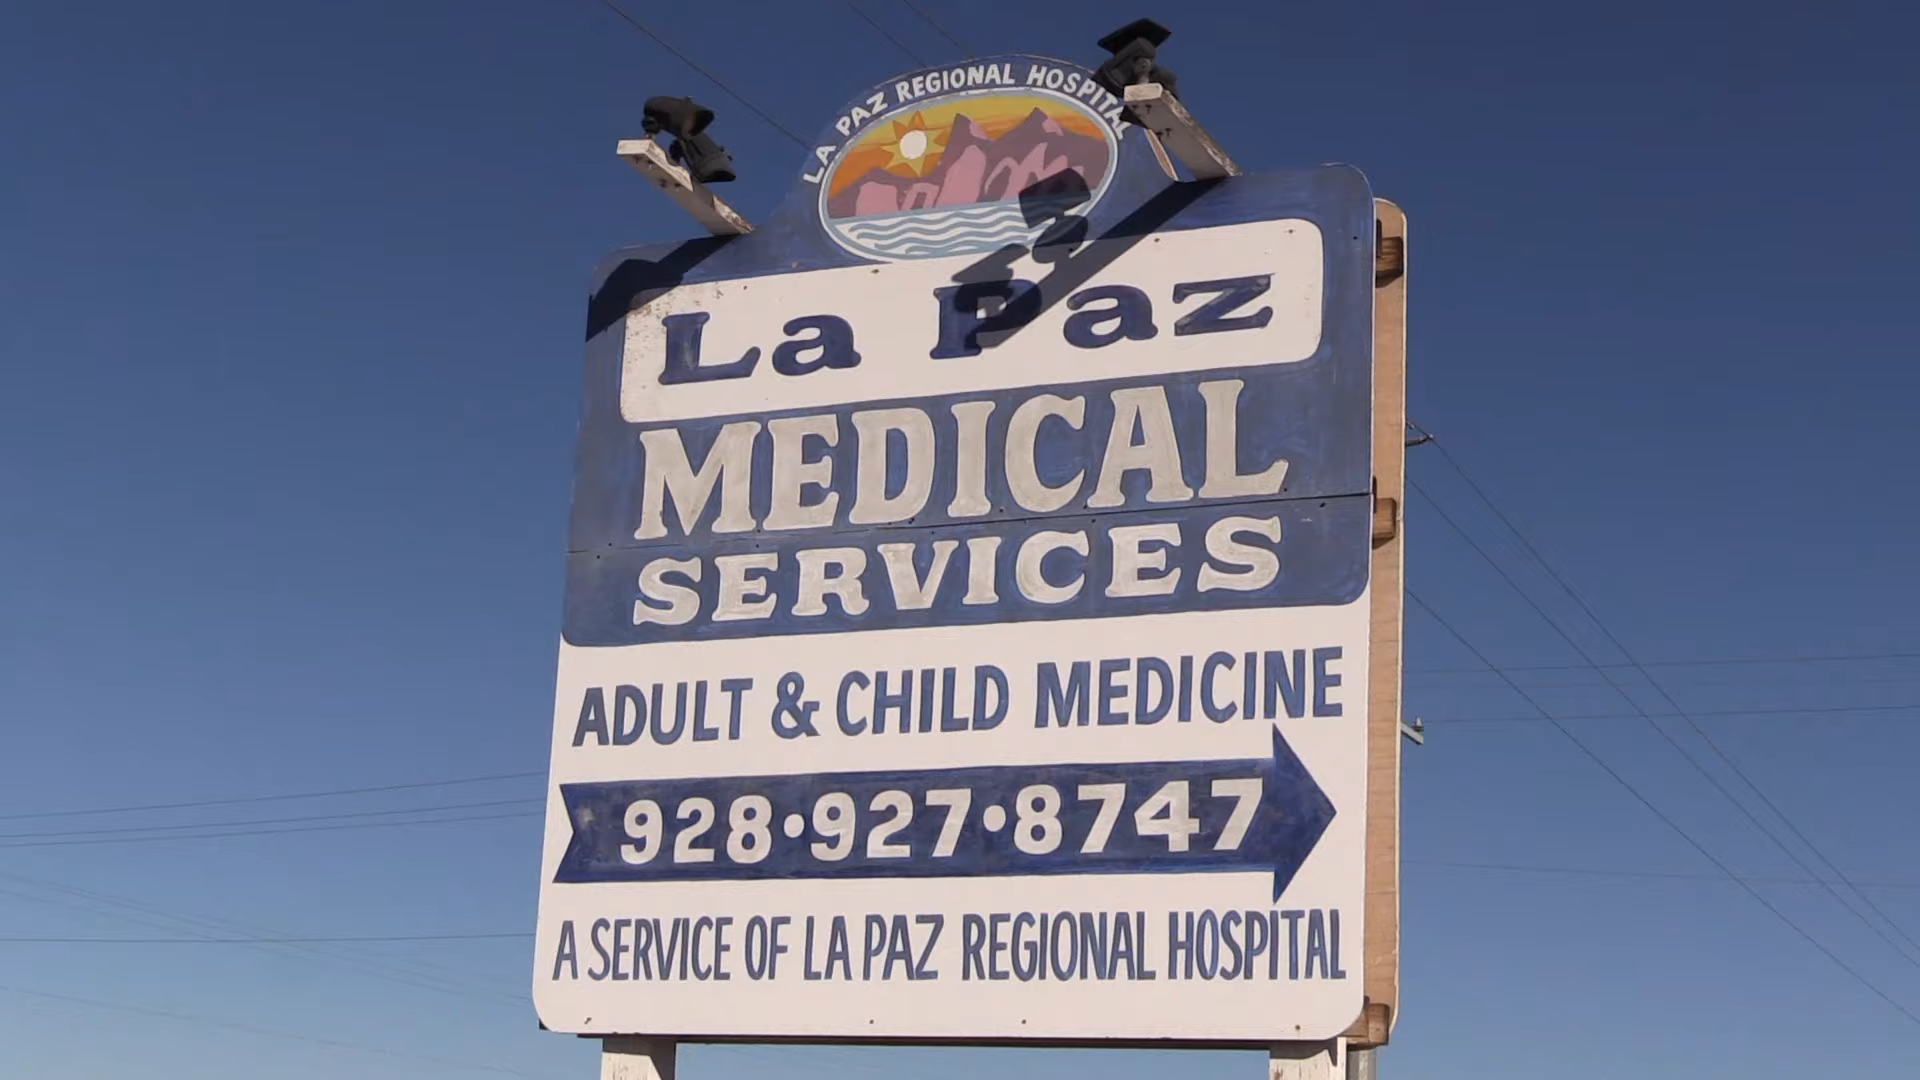 LA PAZ REGIONAL HOSPITAL
La Paz
MEDICAL
SERVICES
ADULT & CHILD MEDICINE
928•927•8747
A SERVICE OF LA PAZ REGIONAL HOSPITAL